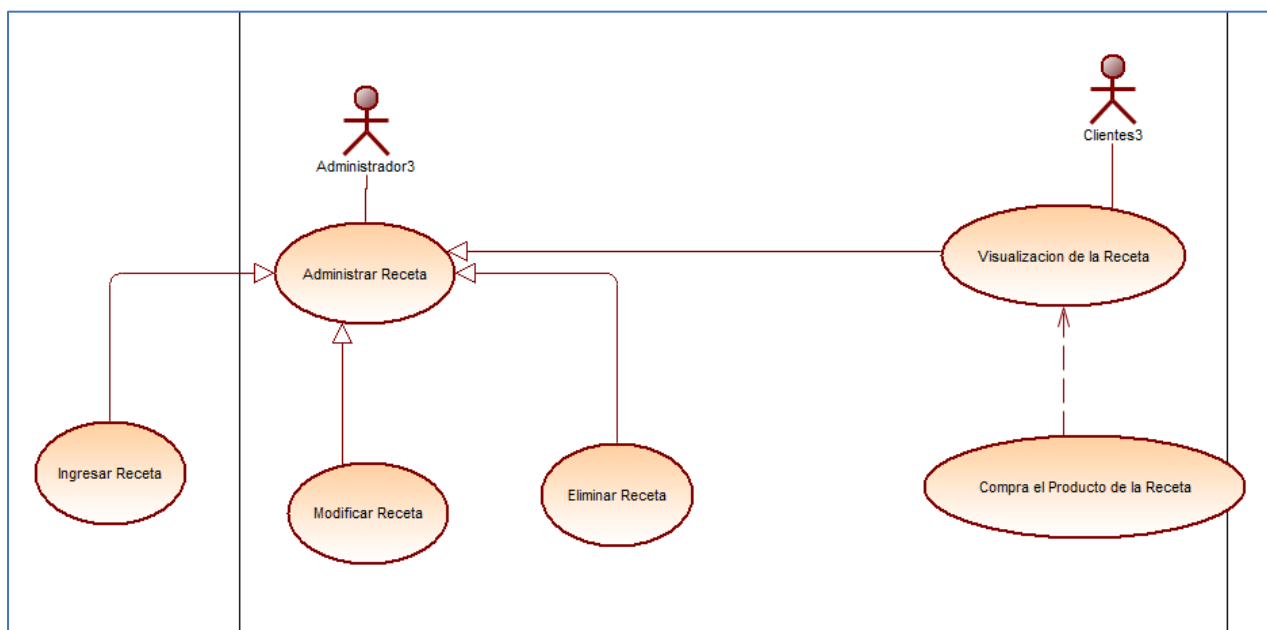 Clientes3
Administrador3
Administrar Receta
Visualizacion de la Receta
Ingresar Receta
Modificar Receta
Eliminar Receta
Compra el Producto de la Receta